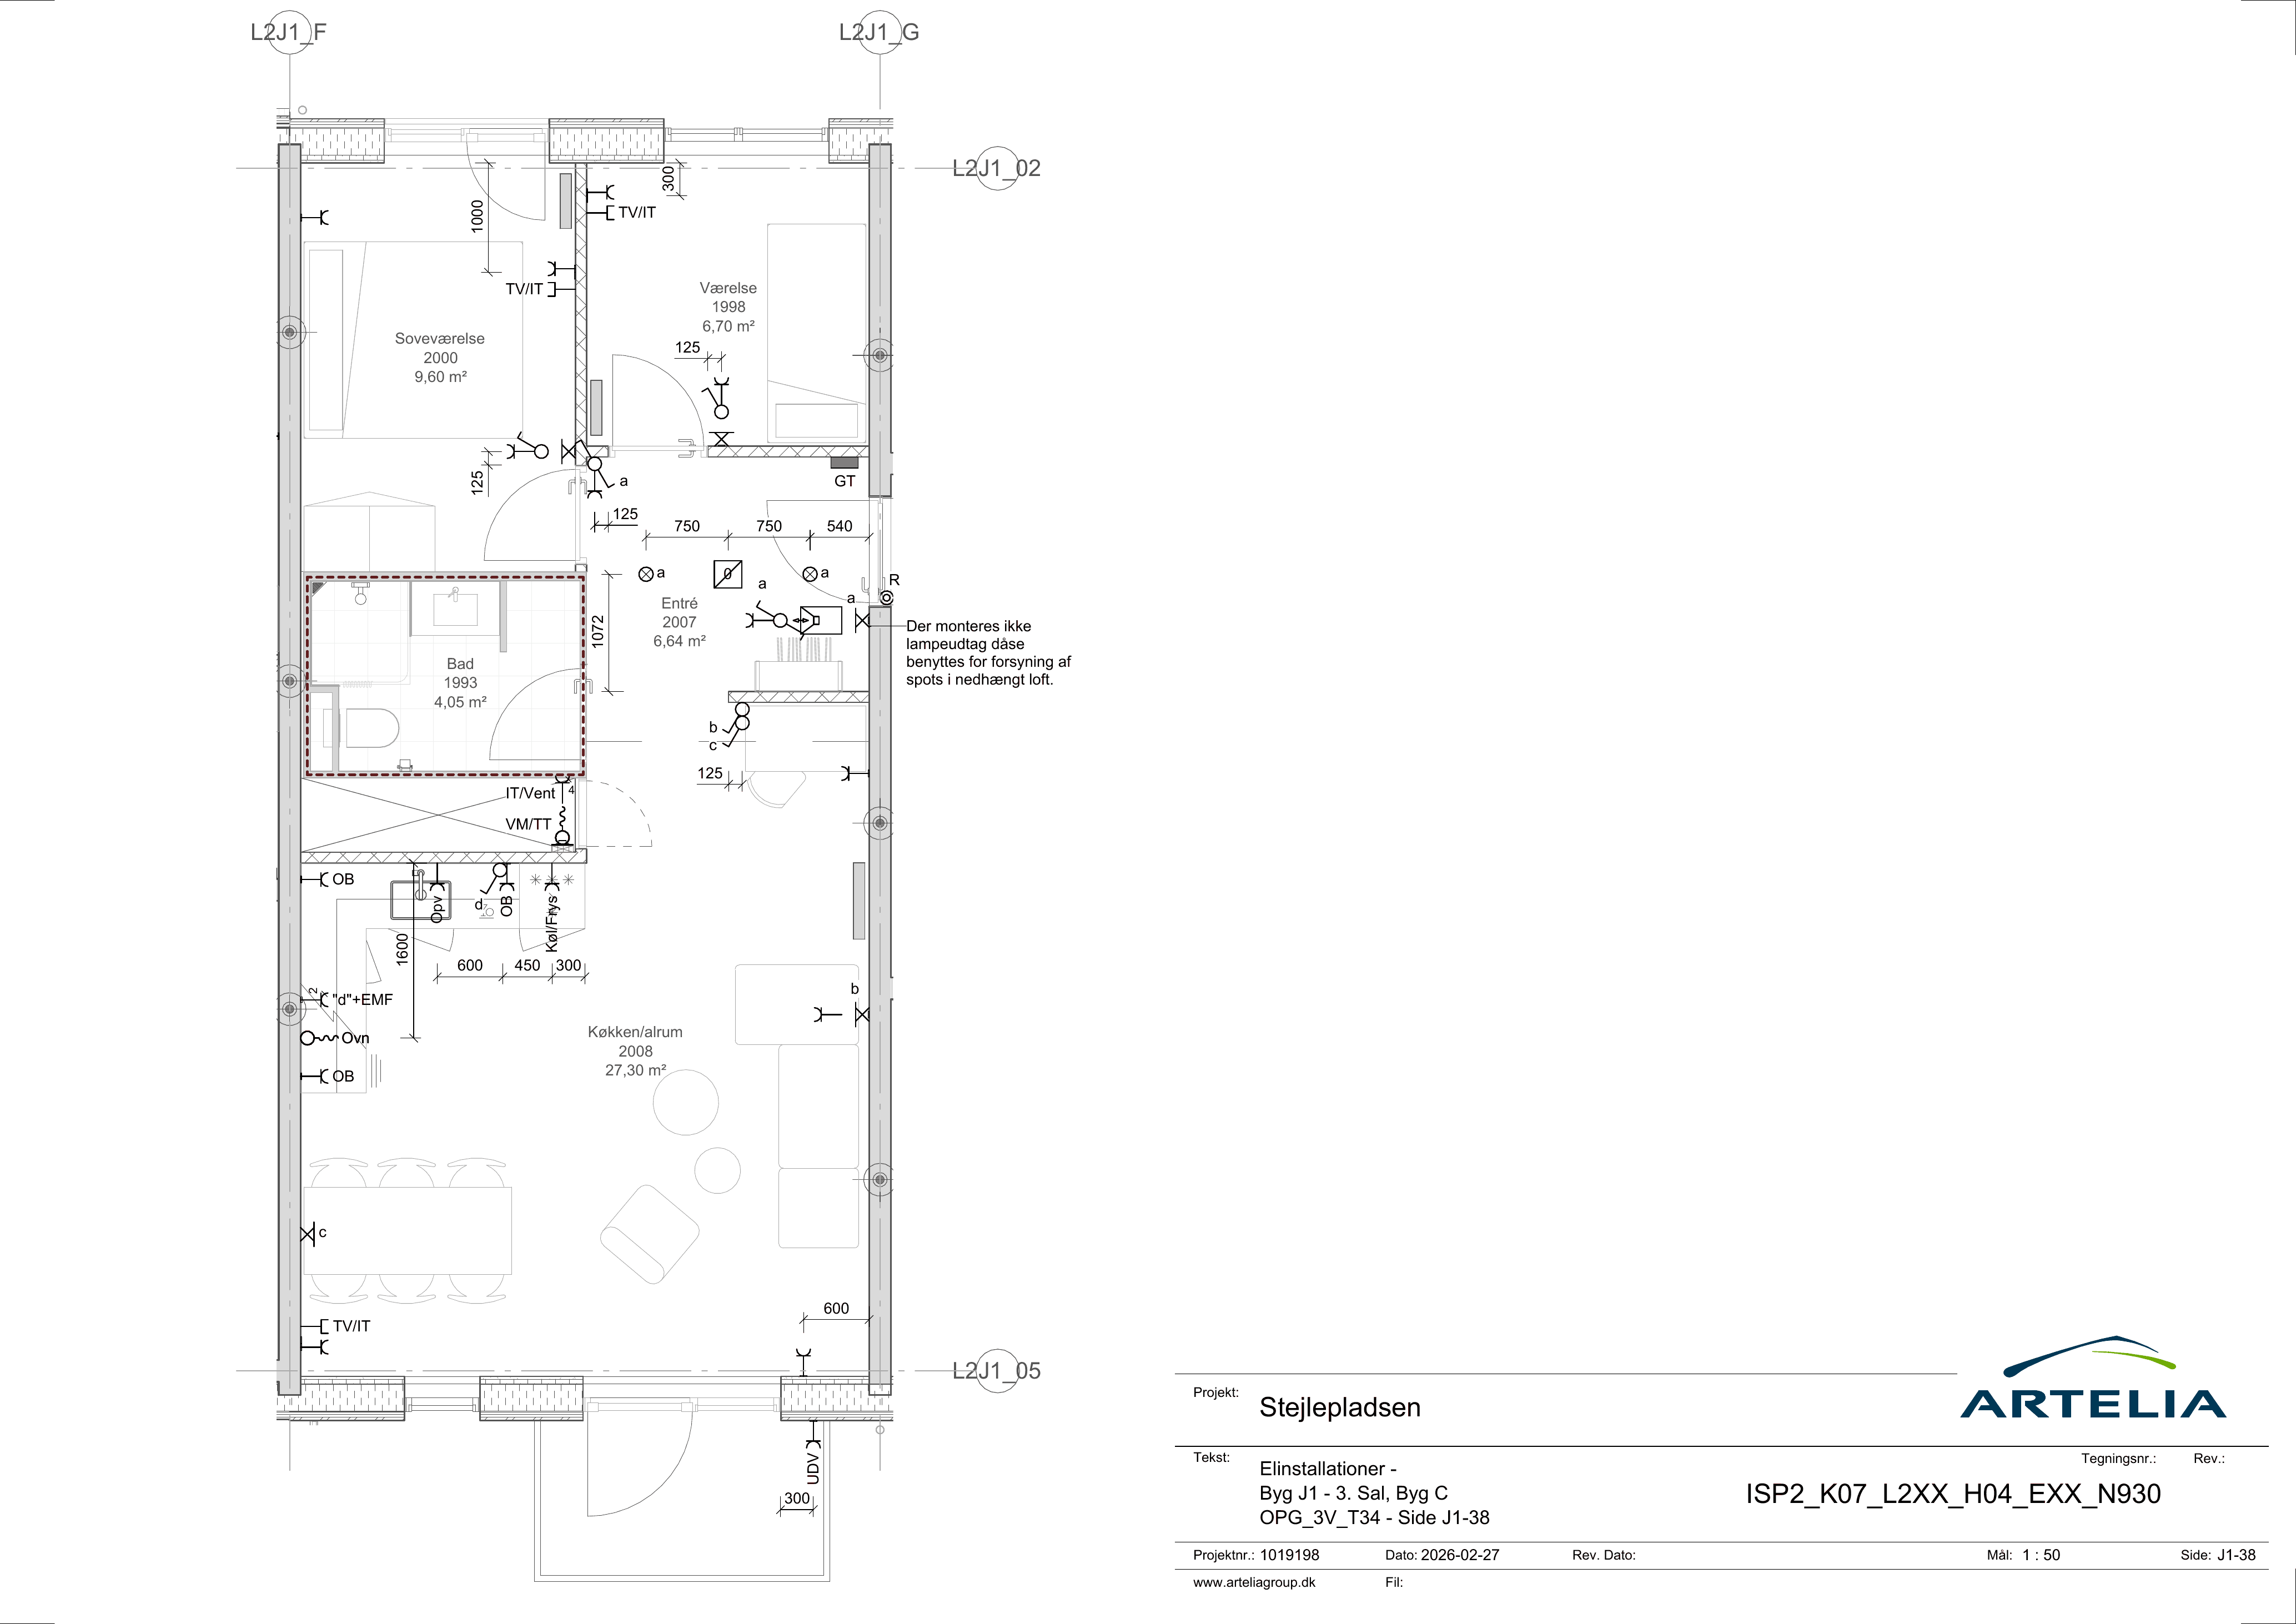 L2J1_F
L2J1_G
L2J1_02
300
1000
TV/IT
TV/IT
Værelse
1998
6,70 m²
Soveværelse
2000
9,60 m²
125
125
a
GT
125
750
750
540
a
0
a
a
R
a
Entré
2007
6,64 m²
1072
Der monteres ikke
lampeudtag dåse
benyttes for forsyning af
spots i nedhængt loft.
Bad
1993
4,05 m²
b
c
125
IT/Vent
4
VM/TT
OB
Opv
d
OB
Køl/Frys
1600
600
450
300
2
"d"+EMF
b
Ovn
Køkken/alrum
2008
27,30 m²
OB
c
600
TV/IT
L2J1_05
UDV
300
ARTELIA
Projekt:
Stejlepladsen
Tekst:
Elinstallationer -
Byg J1 - 3. Sal, Byg C
OPG_3V_T34 - Side J1-38
Tegningsnr.:
Rev.:
ISP2_K07_L2XX_H04_EXX_N930
Projektnr.: 1019198
Dato: 2026-02-27
Rev. Dato:
Mål: 1 : 50
Side: J1-38
www.arteliagroup.dk
Fil: